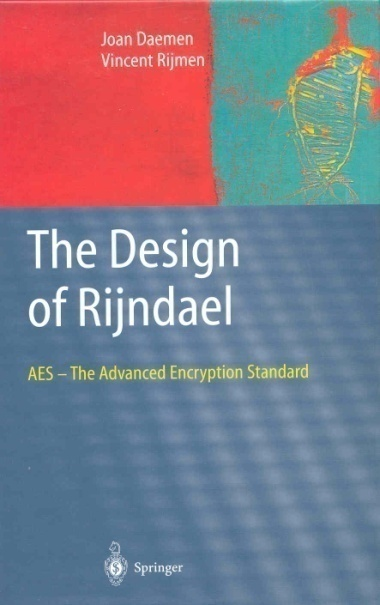 Joan Daemen
Vincent Rijmen
The Design
of Rijndael
AES – The Advanced Encryption Standard
Springer